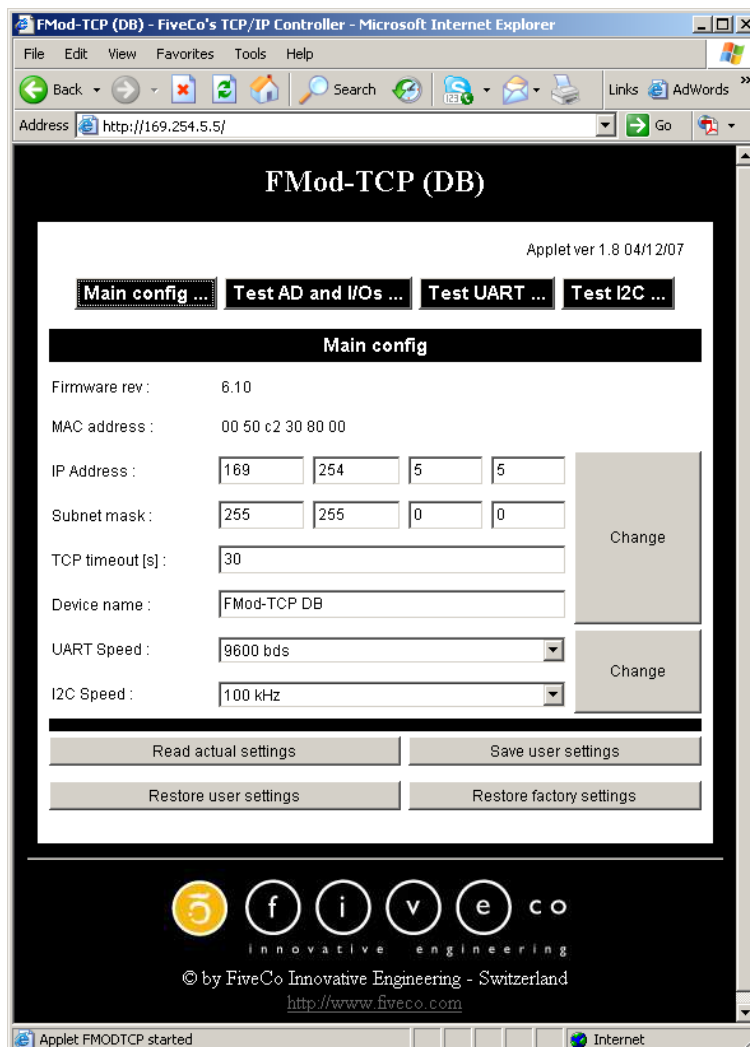 FMod-TCP (DB) - FiveCo's TCP/IP Controller - Microsoft Internet Explorer
File Edit View Favorites Tools Help
Back Search 123 Links AdWords »
Address http://169.254.5.5/ Go
FMod-TCP (DB)
Applet ver 1.8 04/12/07
Main config ... Test AD and I/Os ... Test UART ... Test I2C ...
Main config
Firmware rev : 6.10
MAC address : 00 50 c2 30 80 00
IP Address : 169 254 5 5
Subnet mask : 255 255 0 0
Change
TCP timeout [s] : 30
Device name : FMod-TCP DB
UART Speed : 9600 bds
Change
I2C Speed : 100 kHz
Read actual settings Save user settings
Restore user settings Restore factory settings
5 f i v e co
innovative engineering
© by FiveCo Innovative Engineering - Switzerland
http://www.fiveco.com
Applet FMODTCP started Internet